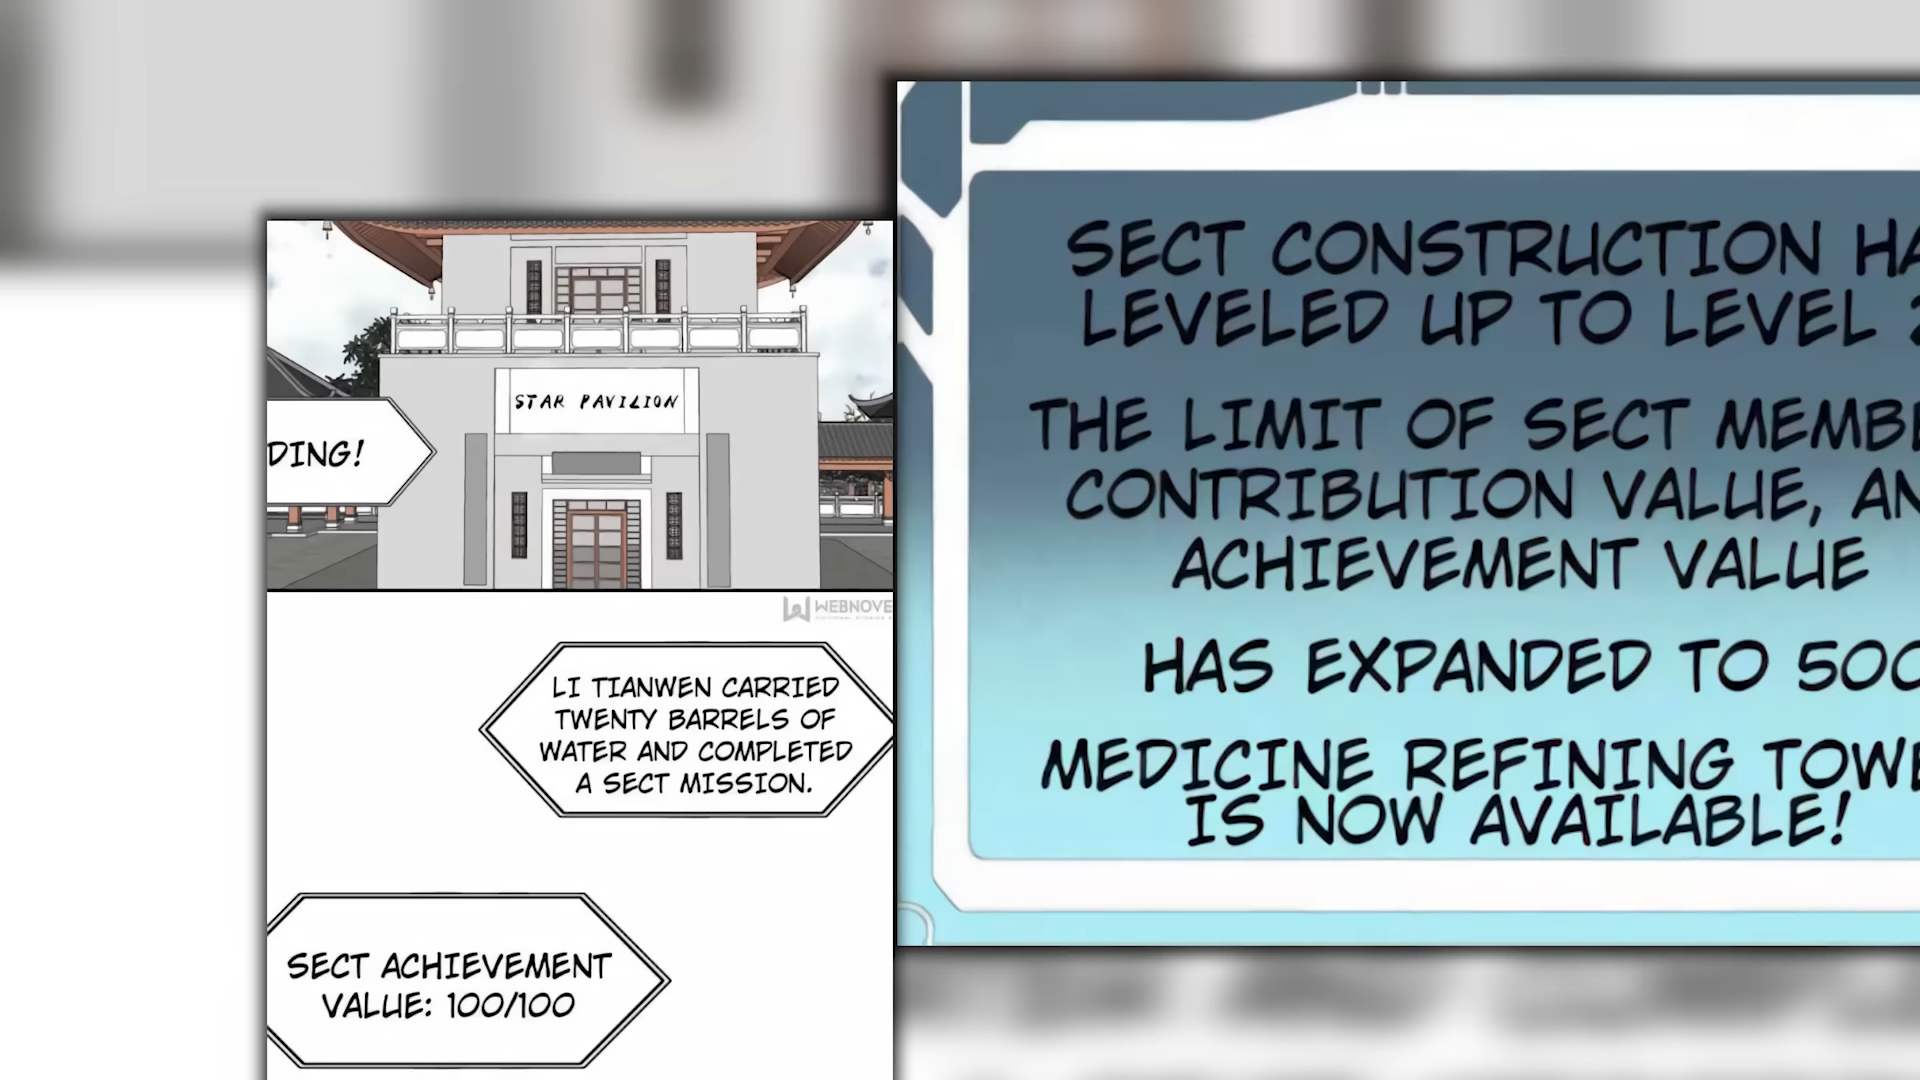 STAR PAVILION
DING!
WEBNOVE
LI TIANWEN CARRIED
TWENTY BARRELS OF
WATER AND COMPLETED
A SECT MISSION.
SECT ACHIEVEMENT
VALUE: 100/100
SECT CONSTRUCTION HA
LEVELED UP TO LEVEL 2
THE LIMIT OF SECT MEMBE
CONTRIBUTION VALUE, AN
ACHIEVEMENT VALUE
HAS EXPANDED TO 500
MEDICINE REFINING TOWE
IS NOW AVAILABLE!